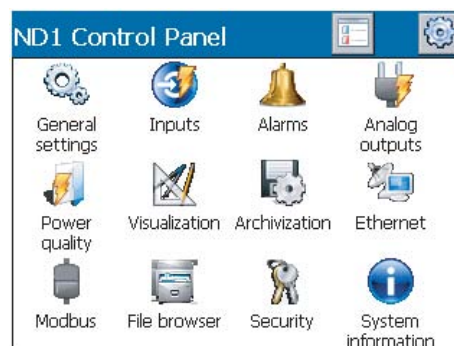 ND1 Control Panel
General settings
Inputs
Alarms
Analog outputs
Power quality
Visualization
Archivization
Ethernet
Modbus
File browser
Security
System information